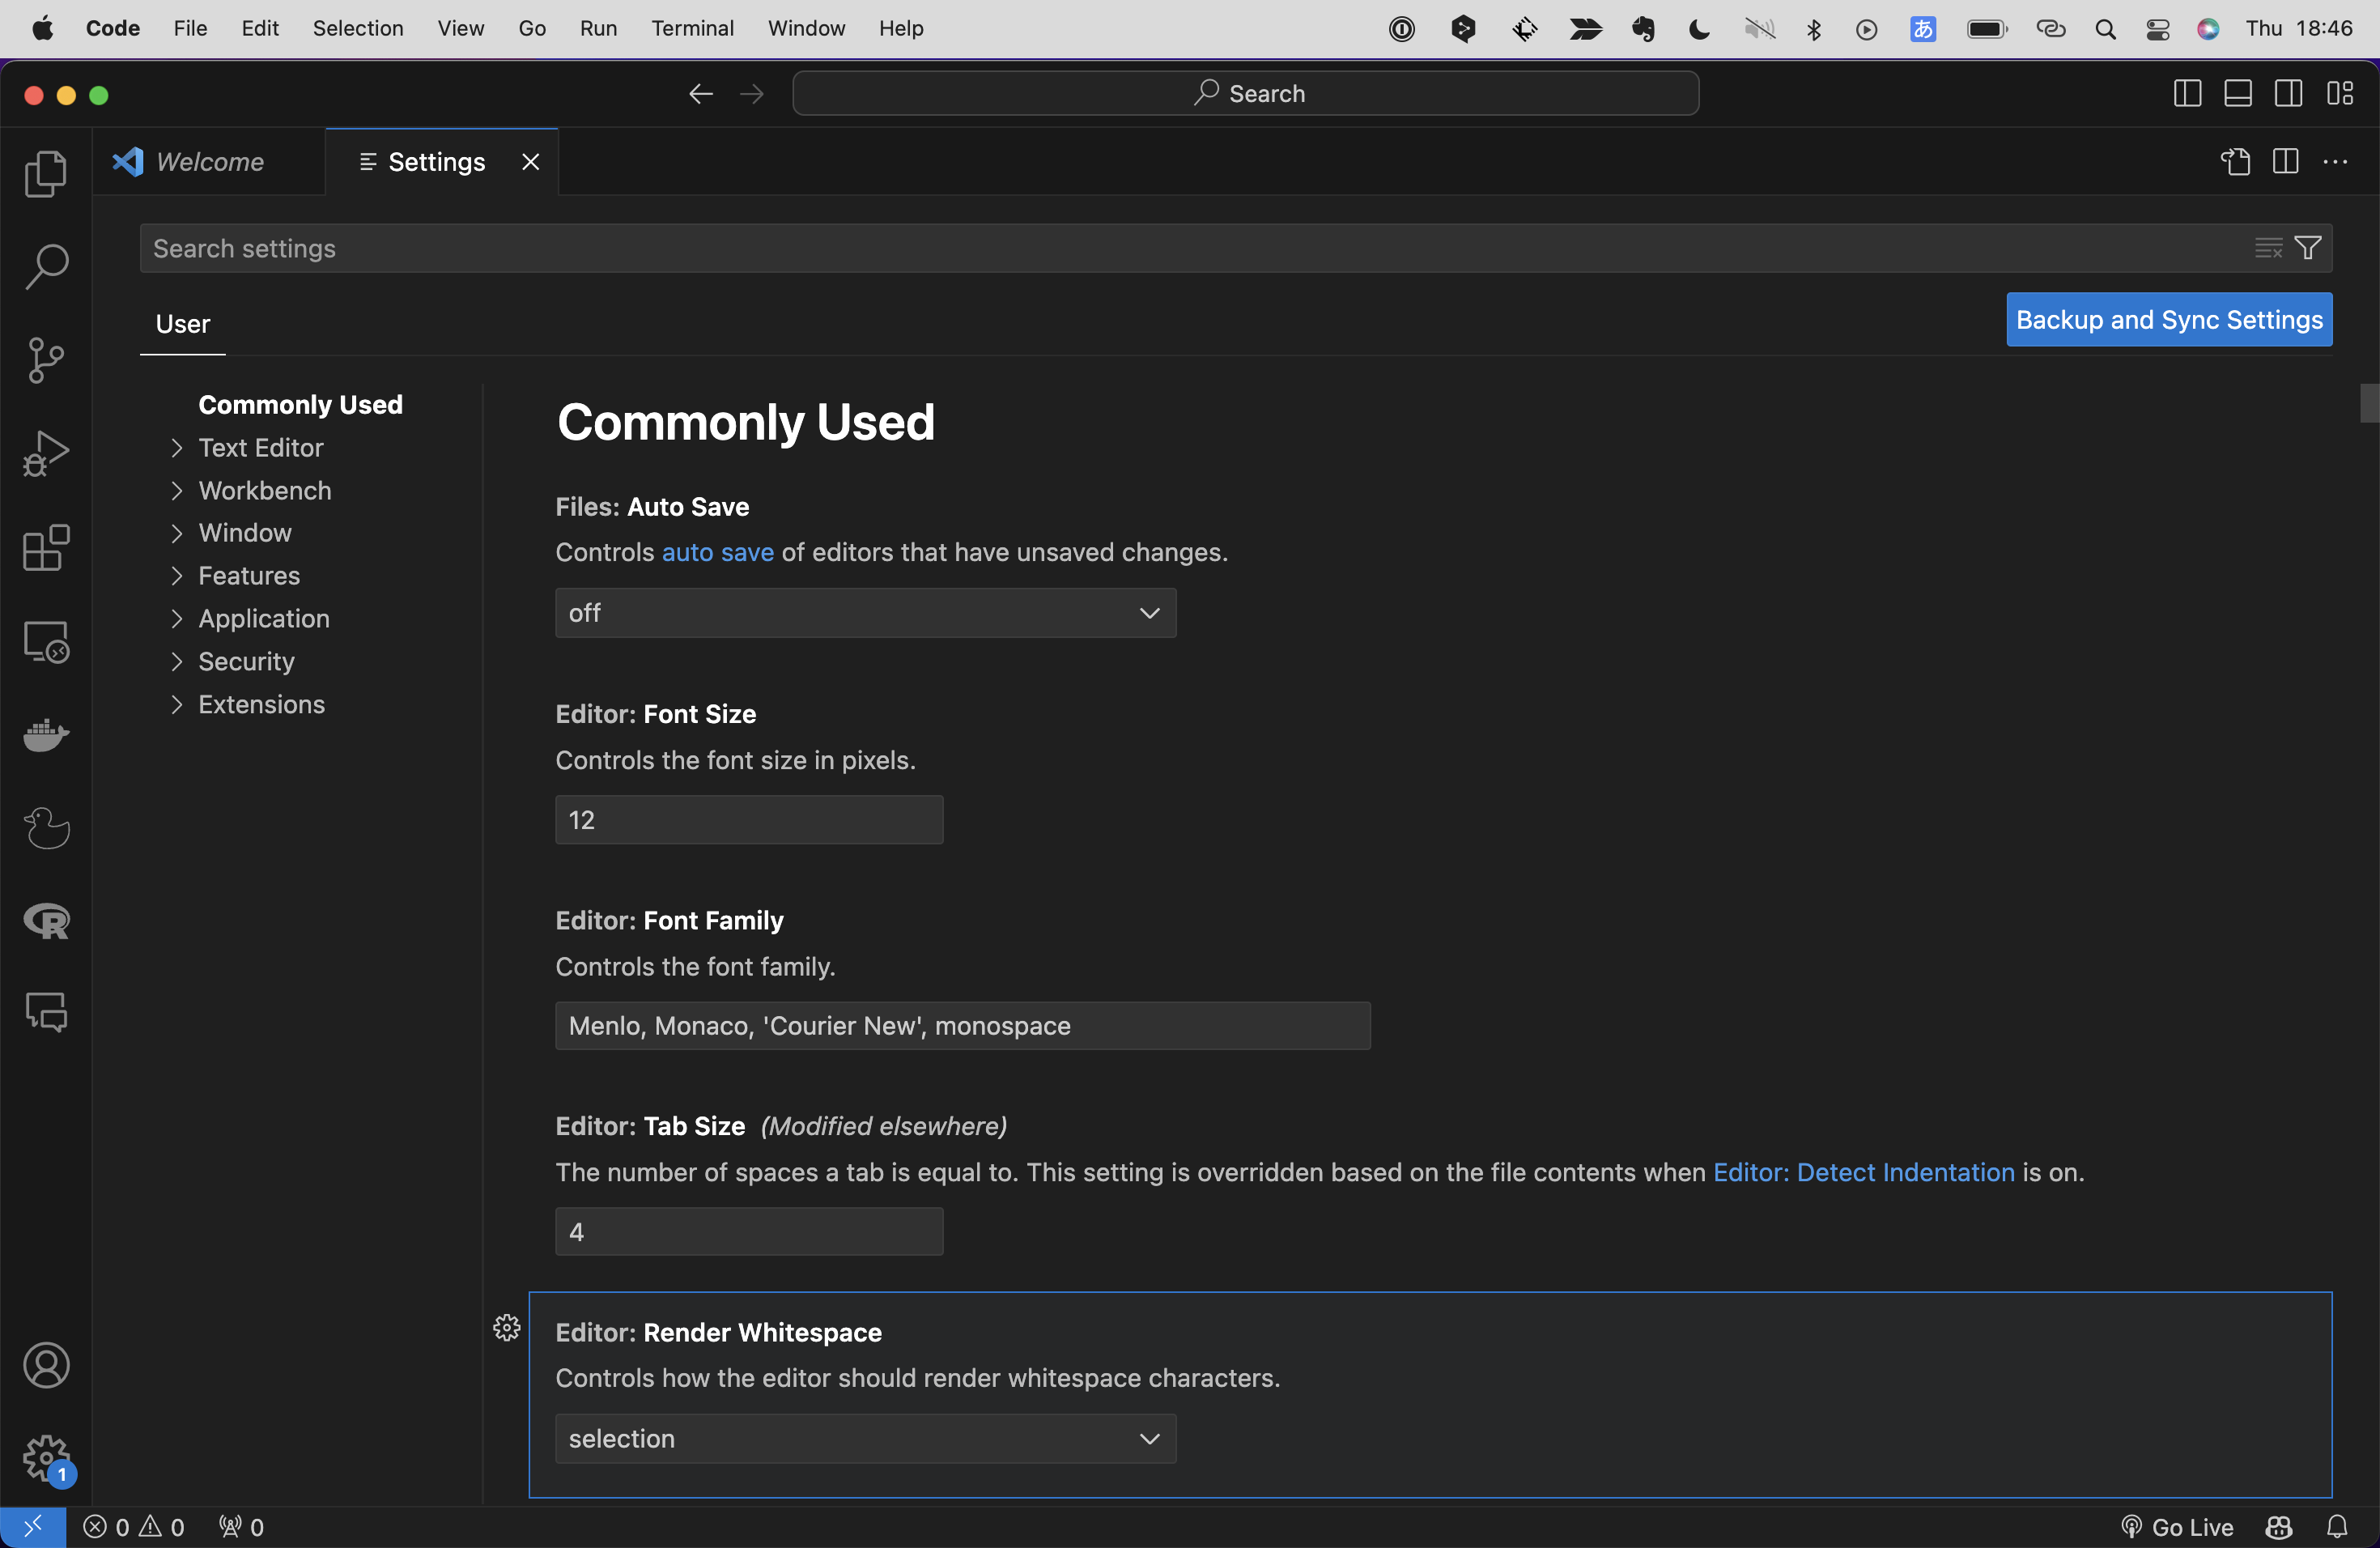 Code File Edit Selection View Go Run Terminal Window Help あ Thu 18:46
Search
Welcome Settings
Search settings
User
Backup and Sync Settings
Commonly Used
Text Editor
Workbench
Window
Features
Application
Security
Extensions
Commonly Used
Files: Auto Save
Controls auto save of editors that have unsaved changes.
off
Editor: Font Size
Controls the font size in pixels.
12
Editor: Font Family
Controls the font family.
Menlo, Monaco, 'Courier New', monospace
Editor: Tab Size (Modified elsewhere)
The number of spaces a tab is equal to. This setting is overridden based on the file contents when Editor: Detect Indentation is on.
4
Editor: Render Whitespace
Controls how the editor should render whitespace characters.
selection
R
1
0 0 0 Go Live